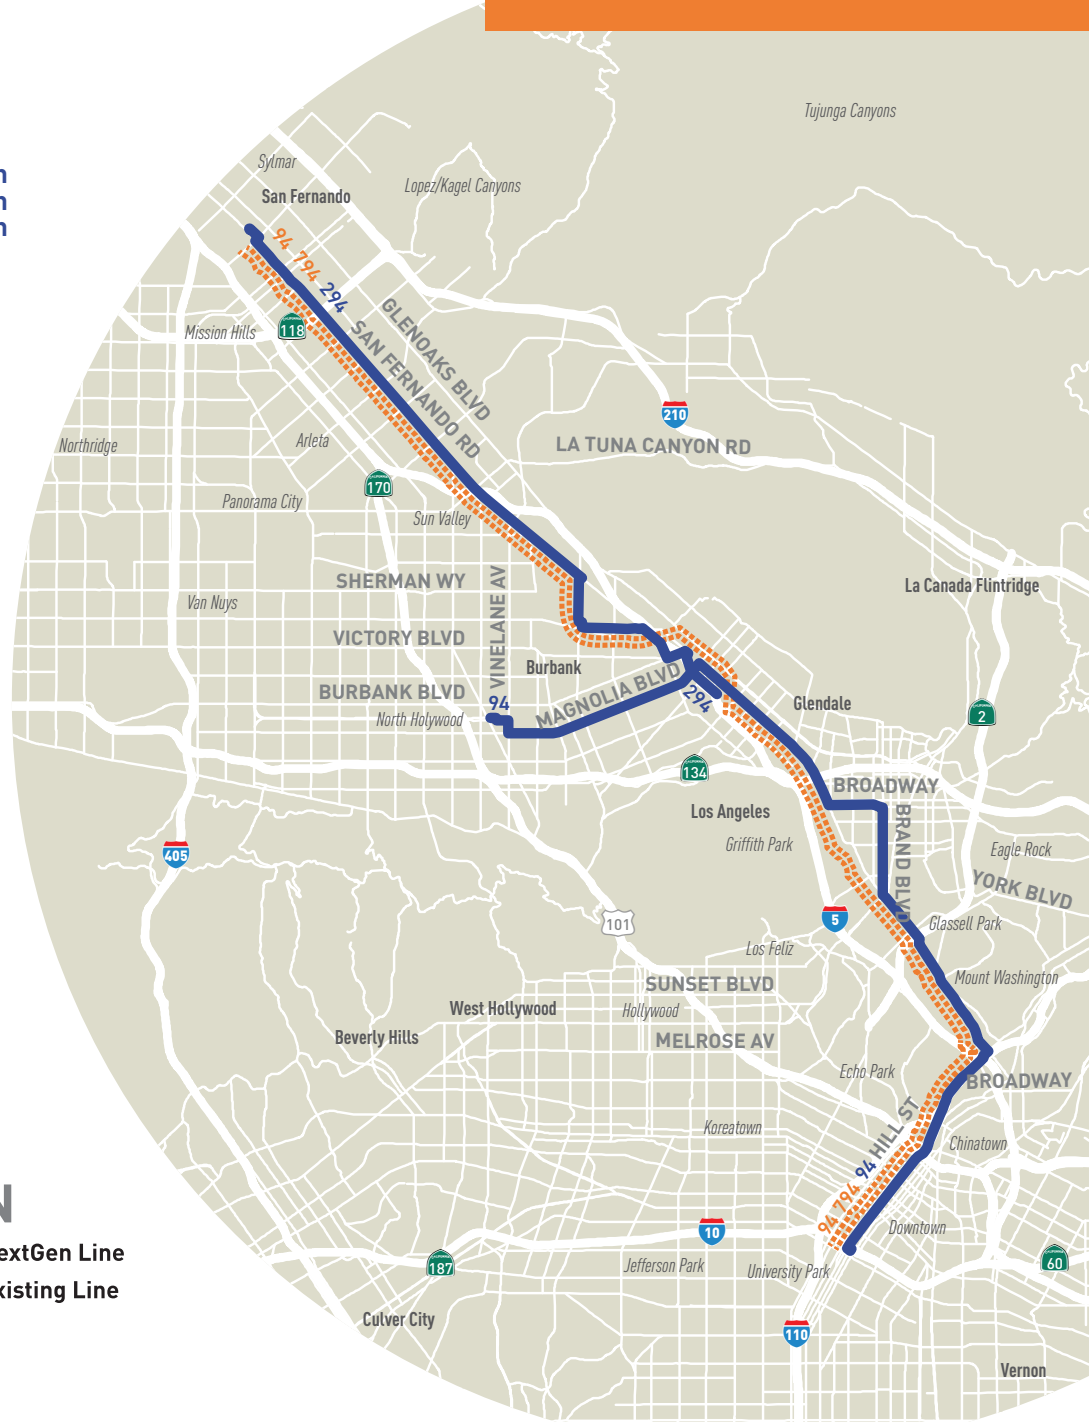 Tujunga Canyons
Sylmar
San Fernando
Lopez/Kagel Canyons
94 794 294
GLENOAKS BLVD
SAN FERNANDO RD
Mission Hills
118
210
LA TUNA CANYON RD
Northridge
Arleta
170
Panorama City
Sun Valley
SHERMAN WY
VINELANE AV
La Canada Flintridge
Van Nuys
VICTORY BLVD
Burbank
BURBANK BLVD
MAGNOLIA BLVD
294
94
North Holywood
Glendale
2
134
BROADWAY
Los Angeles
BRAND BLVD
Griffith Park
405
Eagle Rock
YORK BLVD
101
5
Glassell Park
Los Feliz
Mount Washington
SUNSET BLVD
West Hollywood
Hollywood
Beverly Hills
MELROSE AV
Echo Park
BROADWAY
HILL ST
Koreatown
Chinatown
94 794 94
Downtown
10
187
Jefferson Park
University Park
60
Culver City
110
Vernon
N
extGen Line
xisting Line